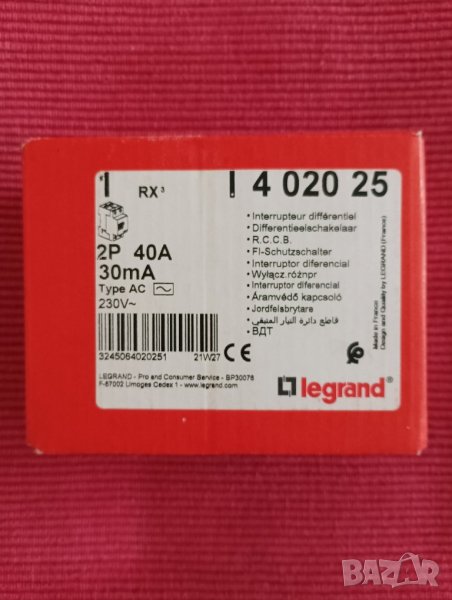 1 RX³
4 020 25
2P 40A
30mA
Type AC
230V~
3245064020251
21W27
• Interrupteur différentiel
• Differentieelschakelaar
• R.C.C.B.
• FI-Schutzschalter
• Interruptor diferencial
• Wyłącz.różnpr
• Interruptor diferencial
• Áramvédő kapcsoló
• Jordfelsbrytare
• قاطع دائرة التيار المتبقي
• ВДТ
CE
Made in France
Design and Quality by LEGRAND (France)
LEGRAND - Pro and Consumer Service - BP30076
F-87002 Limoges Cedex 1 - www.legrand.com
legrand®
BAZAR